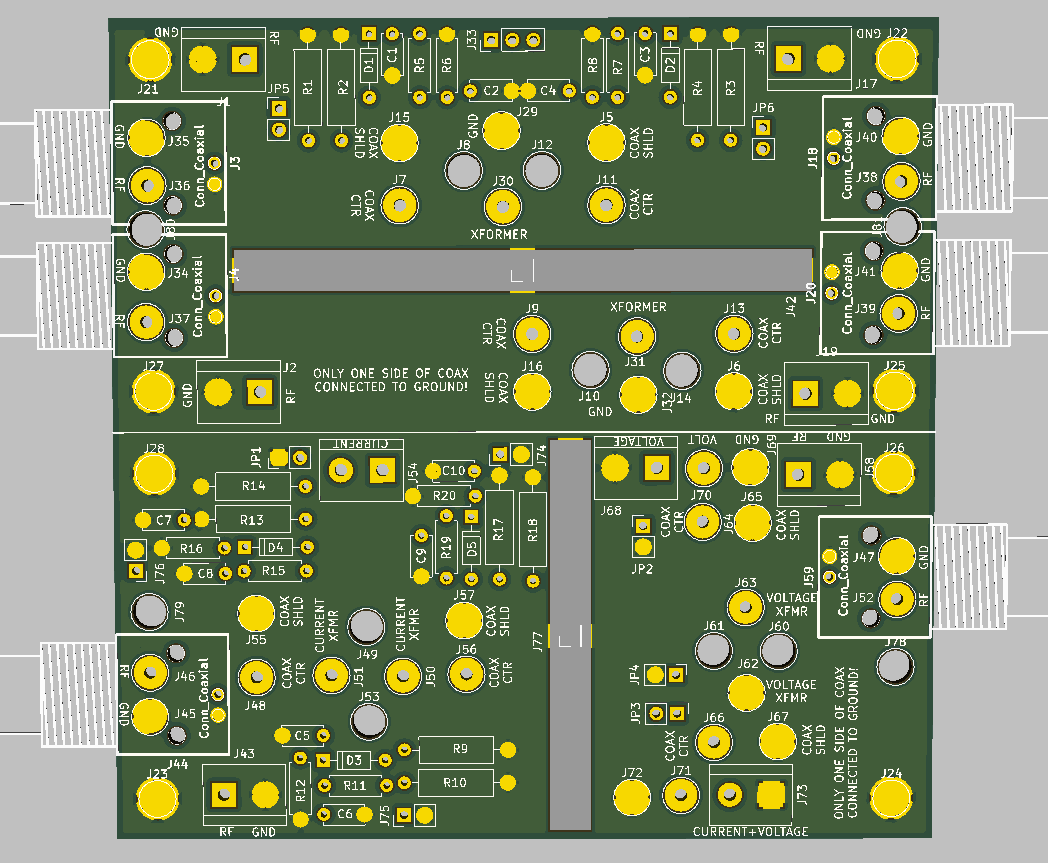 GND
RF
J21
J1
R1
R2
D1
C1
R5
R6
J33
C2
C4
R8
R7
C3
D2
R4
R3
RF
GND
J22
J17
JP5
JP6
J15
COAX
SHLD
GND
J29
J5
COAX
SHLD
J8
J12
J7
COAX
CTR
J30
XFORMER
J11
COAX
CTR
GND
J35
RF
J36
Conn_Coaxial
J3
J18
Conn_Coaxial
J40
GND
J38
RF
GND
J34
RF
J37
Conn_Coaxial
J4
J42
J20
Conn_Coaxial
J41
GND
J39
RF
J9
COAX
CTR
XFORMER
J31
J13
COAX
CTR
J27
GND
J2
RF
ONLY ONE SIDE OF COAX
CONNECTED TO GROUND!
J16
COAX
SHLD
J10
GND
J32
J14
J6
COAX
SHLD
J19
RF
GND
J25
J28
JP1
CURRENT
J54
C10
J74
R14
R20
R17
R18
C7
R13
R16
D4
C8
R15
J76
C9
R19
D5
VOLTAGE
J68
VOLT
J70
GND
J69
RF
GND
J58
J26
COAX
CTR
J64
J65
COAX
SHLD
JP2
J59
Conn_Coaxial
J47
GND
J52
RF
J79
J55
COAX
SHLD
CURRENT
XFMR
J49
CURRENT
XFMR
J57
COAX
SHLD
J77
J63
VOLTAGE
XFMR
J61
J60
J78
RF
J46
GND
J45
Conn_Coaxial
J44
J48
COAX
CTR
J51
J53
J50
J56
COAX
CTR
JP4
J62
VOLTAGE
XFMR
JP3
COAX
CTR
J66
J67
COAX
SHLD
ONLY ONE SIDE OF COAX
CONNECTED TO GROUND!
J23
J43
RF
GND
C5
D3
R12
R11
C6
R9
R10
J75
J72
J71
J73
CURRENT+VOLTAGE
J24